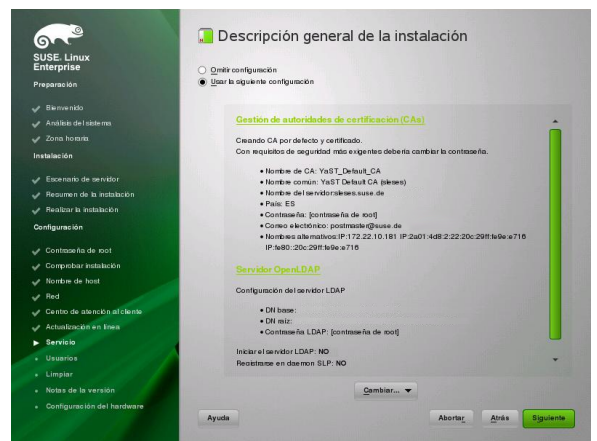 SUSE. Linux
Enterprise
Preparación
Bienvenido
Análisis del sistema
Zona horaria
Instalación
Escenario de servidor
Resumen de la instalación
Realizar la instalación
Configuración
Contraseña de root
Comprobar instalación
Nombre de host
Red
Centro de atención al cliente
Actualización en línea
Servicio
Usuarios
Limpiar
Notas de la versión
Configuración del hardware
Descripción general de la instalación
Omitir configuración
Usar la siguiente configuración
Gestión de autoridades de certificación (CAs)
Creando CA por defecto y certificado.
Con requisitos de seguridad más exigentes debería cambiar la contraseña.
• Nombre de CA: YaST_Default_CA
• Nombre común: YaST Default CA (sleses)
• Nombre del servidor:sleses.suse.de
• País: ES
• Contraseña: [contraseña de root]
• Correo electrónico: postmaster@suse.de
• Nombres alternativos:IP:172.22.10.181 IP:2a01:4d8:2:22:20c:29ff:fe9e:e716
IP:fe80::20c:29ff:fe9e:e716
Servidor OpenLDAP
Configuración del servidor LDAP
• DN base:
• DN raíz:
• Contraseña LDAP: [contraseña de root]
Iniciar el servidor LDAP: NO
Registrarse en daemon SLP: NO
Cambiar...
Ayuda
Abortar
Atrás
Siguiente